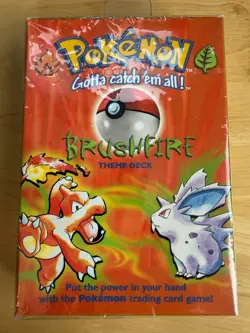 POKéMON
Gotta catch 'em all!™
BRUSHFIRE
THEME DECK
Put the power in your hand
with the Pokémon trading card game!